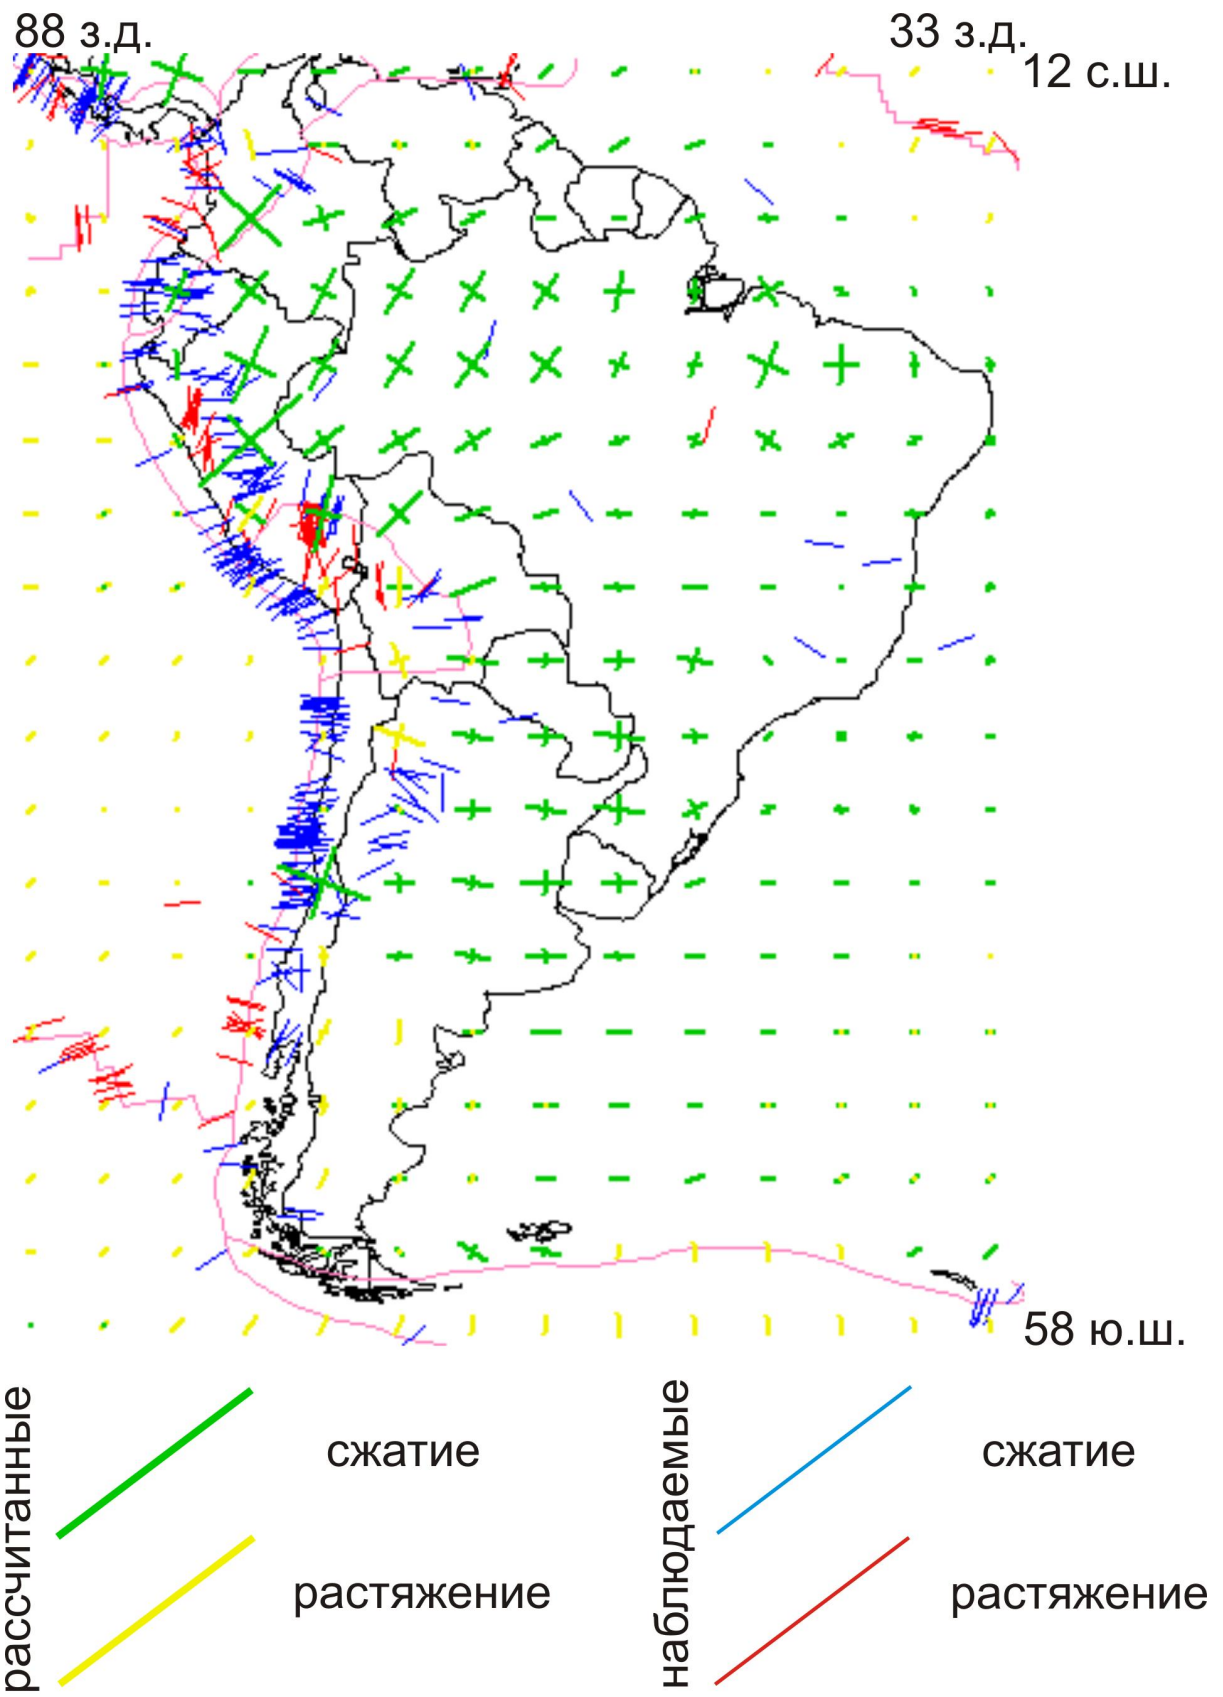 88 з.д.
33 з.д.
12 с.ш.
58 ю.ш.
рассчитанные
сжатие
растяжение
наблюдаемые
сжатие
растяжение